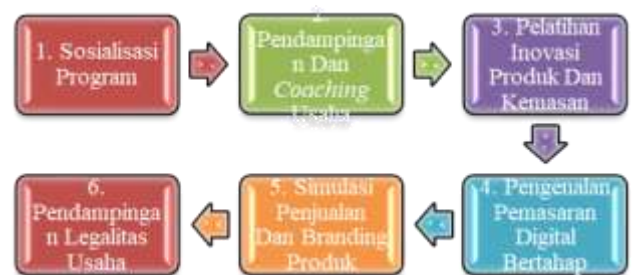 1. Sosialisasi
Program
2.
Pendampinga
n Dan
Coaching
Usaha
3. Pelatihan
Inovasi
Produk Dan
Kemasan
4. Pengenalan
Pemasaran
Digital
Bertahap
5. Simulasi
Penjualan
Dan Branding
Produk
6.
Pendampinga
n Legalitas
Usaha